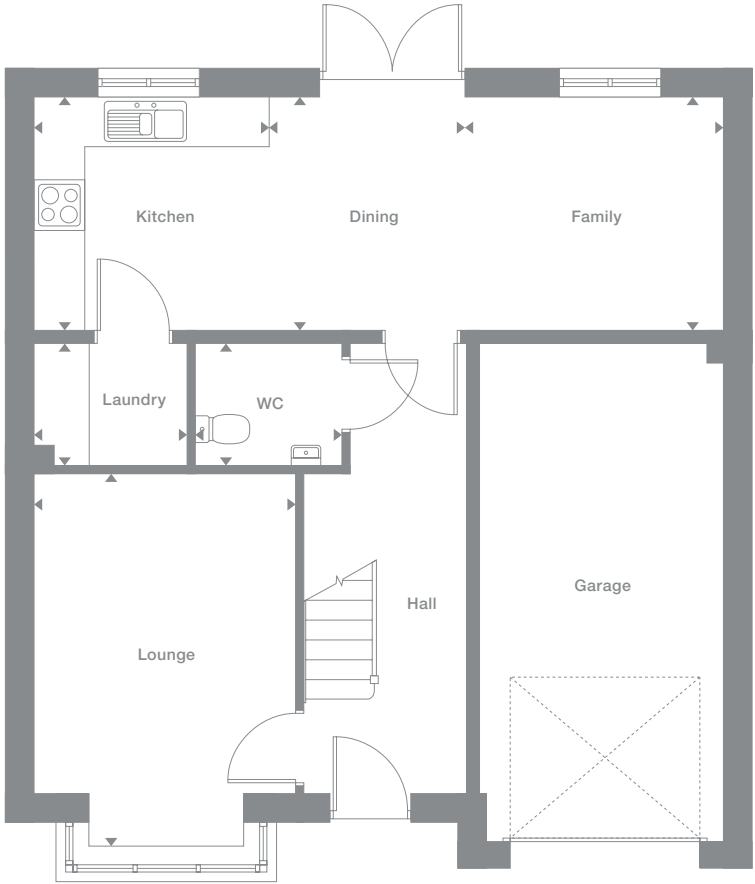 Kitchen
Dining
Family
Laundry
WC
Hall
Garage
Lounge